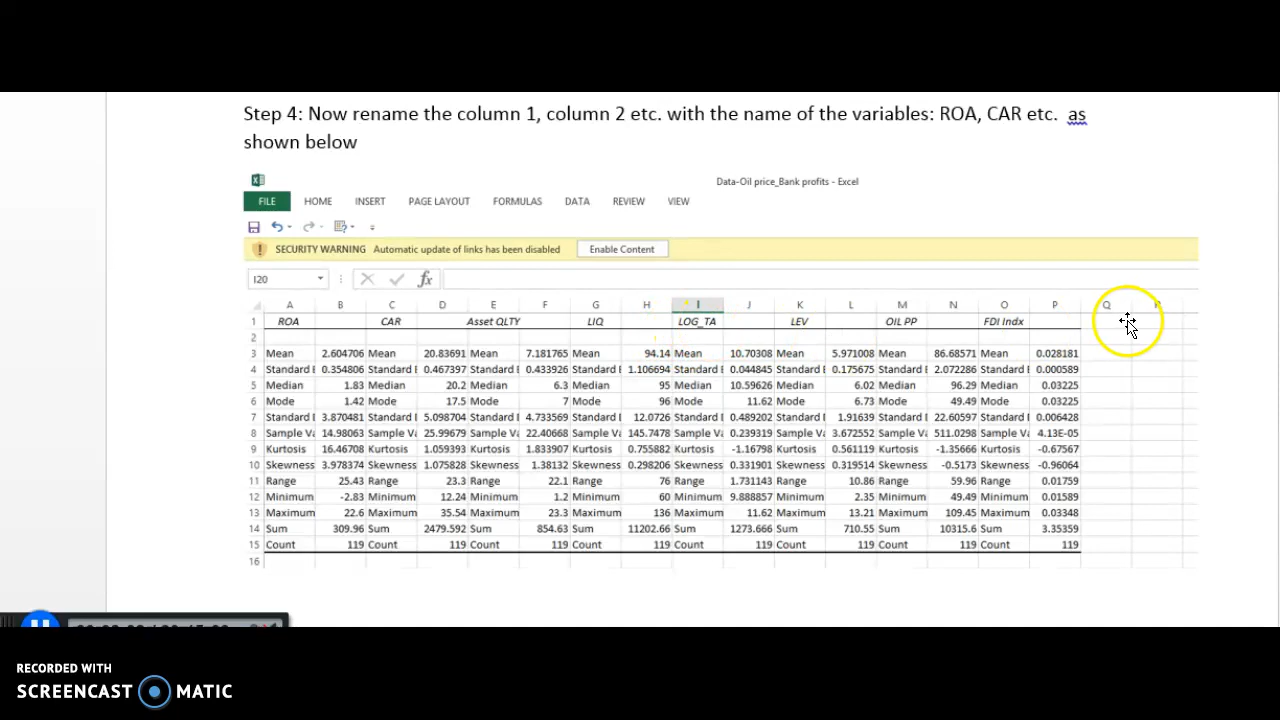 Step 4: Now rename the column 1, column 2 etc. with the name of the variables: ROA, CAR etc. as
shown below
Data-Oil price_Bank profits - Excel
FILE HOME INSERT PAGE LAYOUT FORMULAS DATA REVIEW VIEW
SECURITY WARNING Automatic update of links has been disabled Enable Content
I20 fx
A B C D E F G H I J K L M N O P Q
1 ROA CAR Asset QLTY LIQ LOG_TA LEV OIL PP FDI Indx
2
3 Mean 2.604706 Mean 20.83691 Mean 7.181765 Mean 94.14 Mean 10.70308 Mean 5.971008 Mean 86.68571 Mean 0.028181
4 Standard E 0.354806 Standard E 0.467397 Standard E 0.433926 Standard E 1.106694 Standard E 0.044845 Standard E 0.175675 Standard E 2.072286 Standard E 0.000589
5 Median 1.83 Median 20.2 Median 6.3 Median 95 Median 10.59626 Median 6.02 Median 96.29 Median 0.03225
6 Mode 1.42 Mode 17.5 Mode 7 Mode 96 Mode 11.62 Mode 6.73 Mode 49.49 Mode 0.03225
7 Standard D 3.870481 Standard D 5.098704 Standard D 4.733569 Standard D 12.0726 Standard D 0.489202 Standard D 1.91639 Standard D 22.60597 Standard D 0.006428
8 Sample Va 14.98063 Sample Va 25.99679 Sample Va 22.40668 Sample Va 145.7478 Sample Va 0.239319 Sample Va 3.672552 Sample Va 511.0298 Sample Va 4.13E-05
9 Kurtosis 16.46708 Kurtosis 1.059393 Kurtosis 1.833907 Kurtosis 0.755882 Kurtosis -1.16798 Kurtosis 0.561119 Kurtosis -1.35666 Kurtosis -0.67567
10 Skewness 3.978374 Skewness 1.075828 Skewness 1.38132 Skewness 0.298206 Skewness 0.331901 Skewness 0.319514 Skewness -0.5173 Skewness -0.96064
11 Range 25.43 Range 23.3 Range 22.1 Range 76 Range 1.731143 Range 10.86 Range 59.96 Range 0.01759
12 Minimum -2.83 Minimum 12.24 Minimum 1.2 Minimum 60 Minimum 9.888857 Minimum 2.35 Minimum 49.49 Minimum 0.01589
13 Maximum 22.6 Maximum 35.54 Maximum 23.3 Maximum 136 Maximum 11.62 Maximum 13.21 Maximum 109.45 Maximum 0.03348
14 Sum 309.96 Sum 2479.592 Sum 854.63 Sum 11202.66 Sum 1273.666 Sum 710.55 Sum 10315.6 Sum 3.35359
15 Count 119 Count 119 Count 119 Count 119 Count 119 Count 119 Count 119 Count 119
16
RECORDED WITH
SCREENCAST MATIC